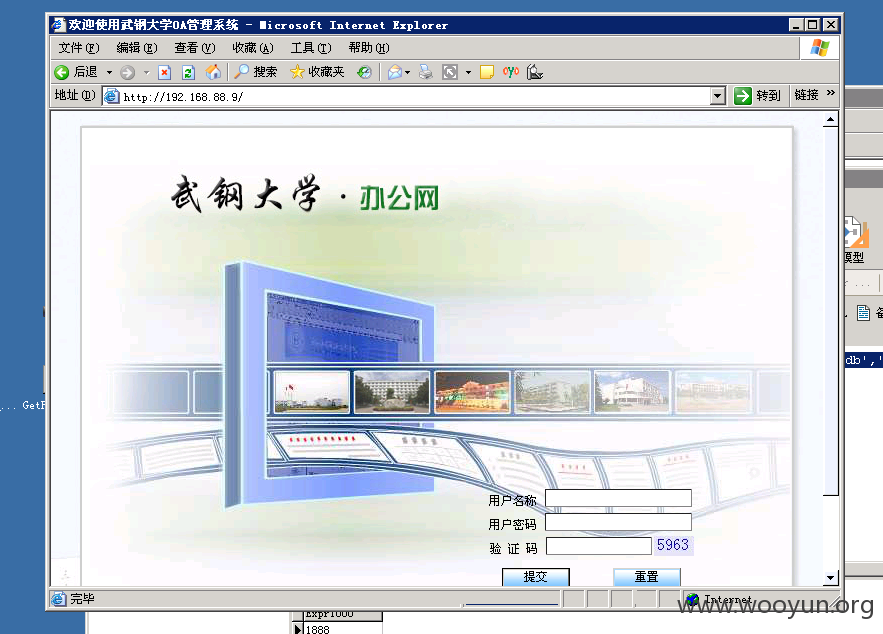 欢迎使用武钢大学OA管理系统 - Microsoft Internet Explorer
文件(F) 编辑(E) 查看(V) 收藏(A) 工具(T) 帮助(H)
后退 搜索 收藏夹
地址(D) http://192.168.88.9/ 转到 链接 »
武钢大学·办公网
模型
db','
... GetF
用户名称
用户密码
验证码 5963
提交 重置
完毕 Internet
www.wooyun.org
Expr1000
1888